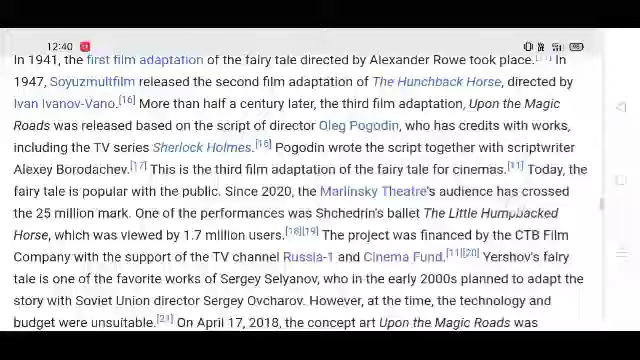 12:40
In 1941, the first film adaptation of the fairy tale directed by Alexander Rowe took place.[11] In
1947, Soyuzmultfilm released the second film adaptation of The Hunchback Horse, directed by
Ivan Ivanov-Vano.[16] More than half a century later, the third film adaptation, Upon the Magic
Roads was released based on the script of director Oleg Pogodin, who has credits with works,
including the TV series Sherlock Holmes.[16] Pogodin wrote the script together with scriptwriter
Alexey Borodachev.[17] This is the third film adaptation of the fairy tale for cinemas.[11] Today, the
fairy tale is popular with the public. Since 2020, the Marlinsky Theatre's audience has crossed
the 25 million mark. One of the performances was Shchedrin's ballet The Little Humpbacked
Horse, which was viewed by 1.7 million users.[18][19] The project was financed by the CTB Film
Company with the support of the TV channel Russia-1 and Cinema Fund.[11][20] Yershov's fairy
tale is one of the favorite works of Sergey Selyanov, who in the early 2000s planned to adapt the
story with Soviet Union director Sergey Ovcharov. However, at the time, the technology and
budget were unsuitable.[21] On April 17, 2018, the concept art Upon the Magic Roads was